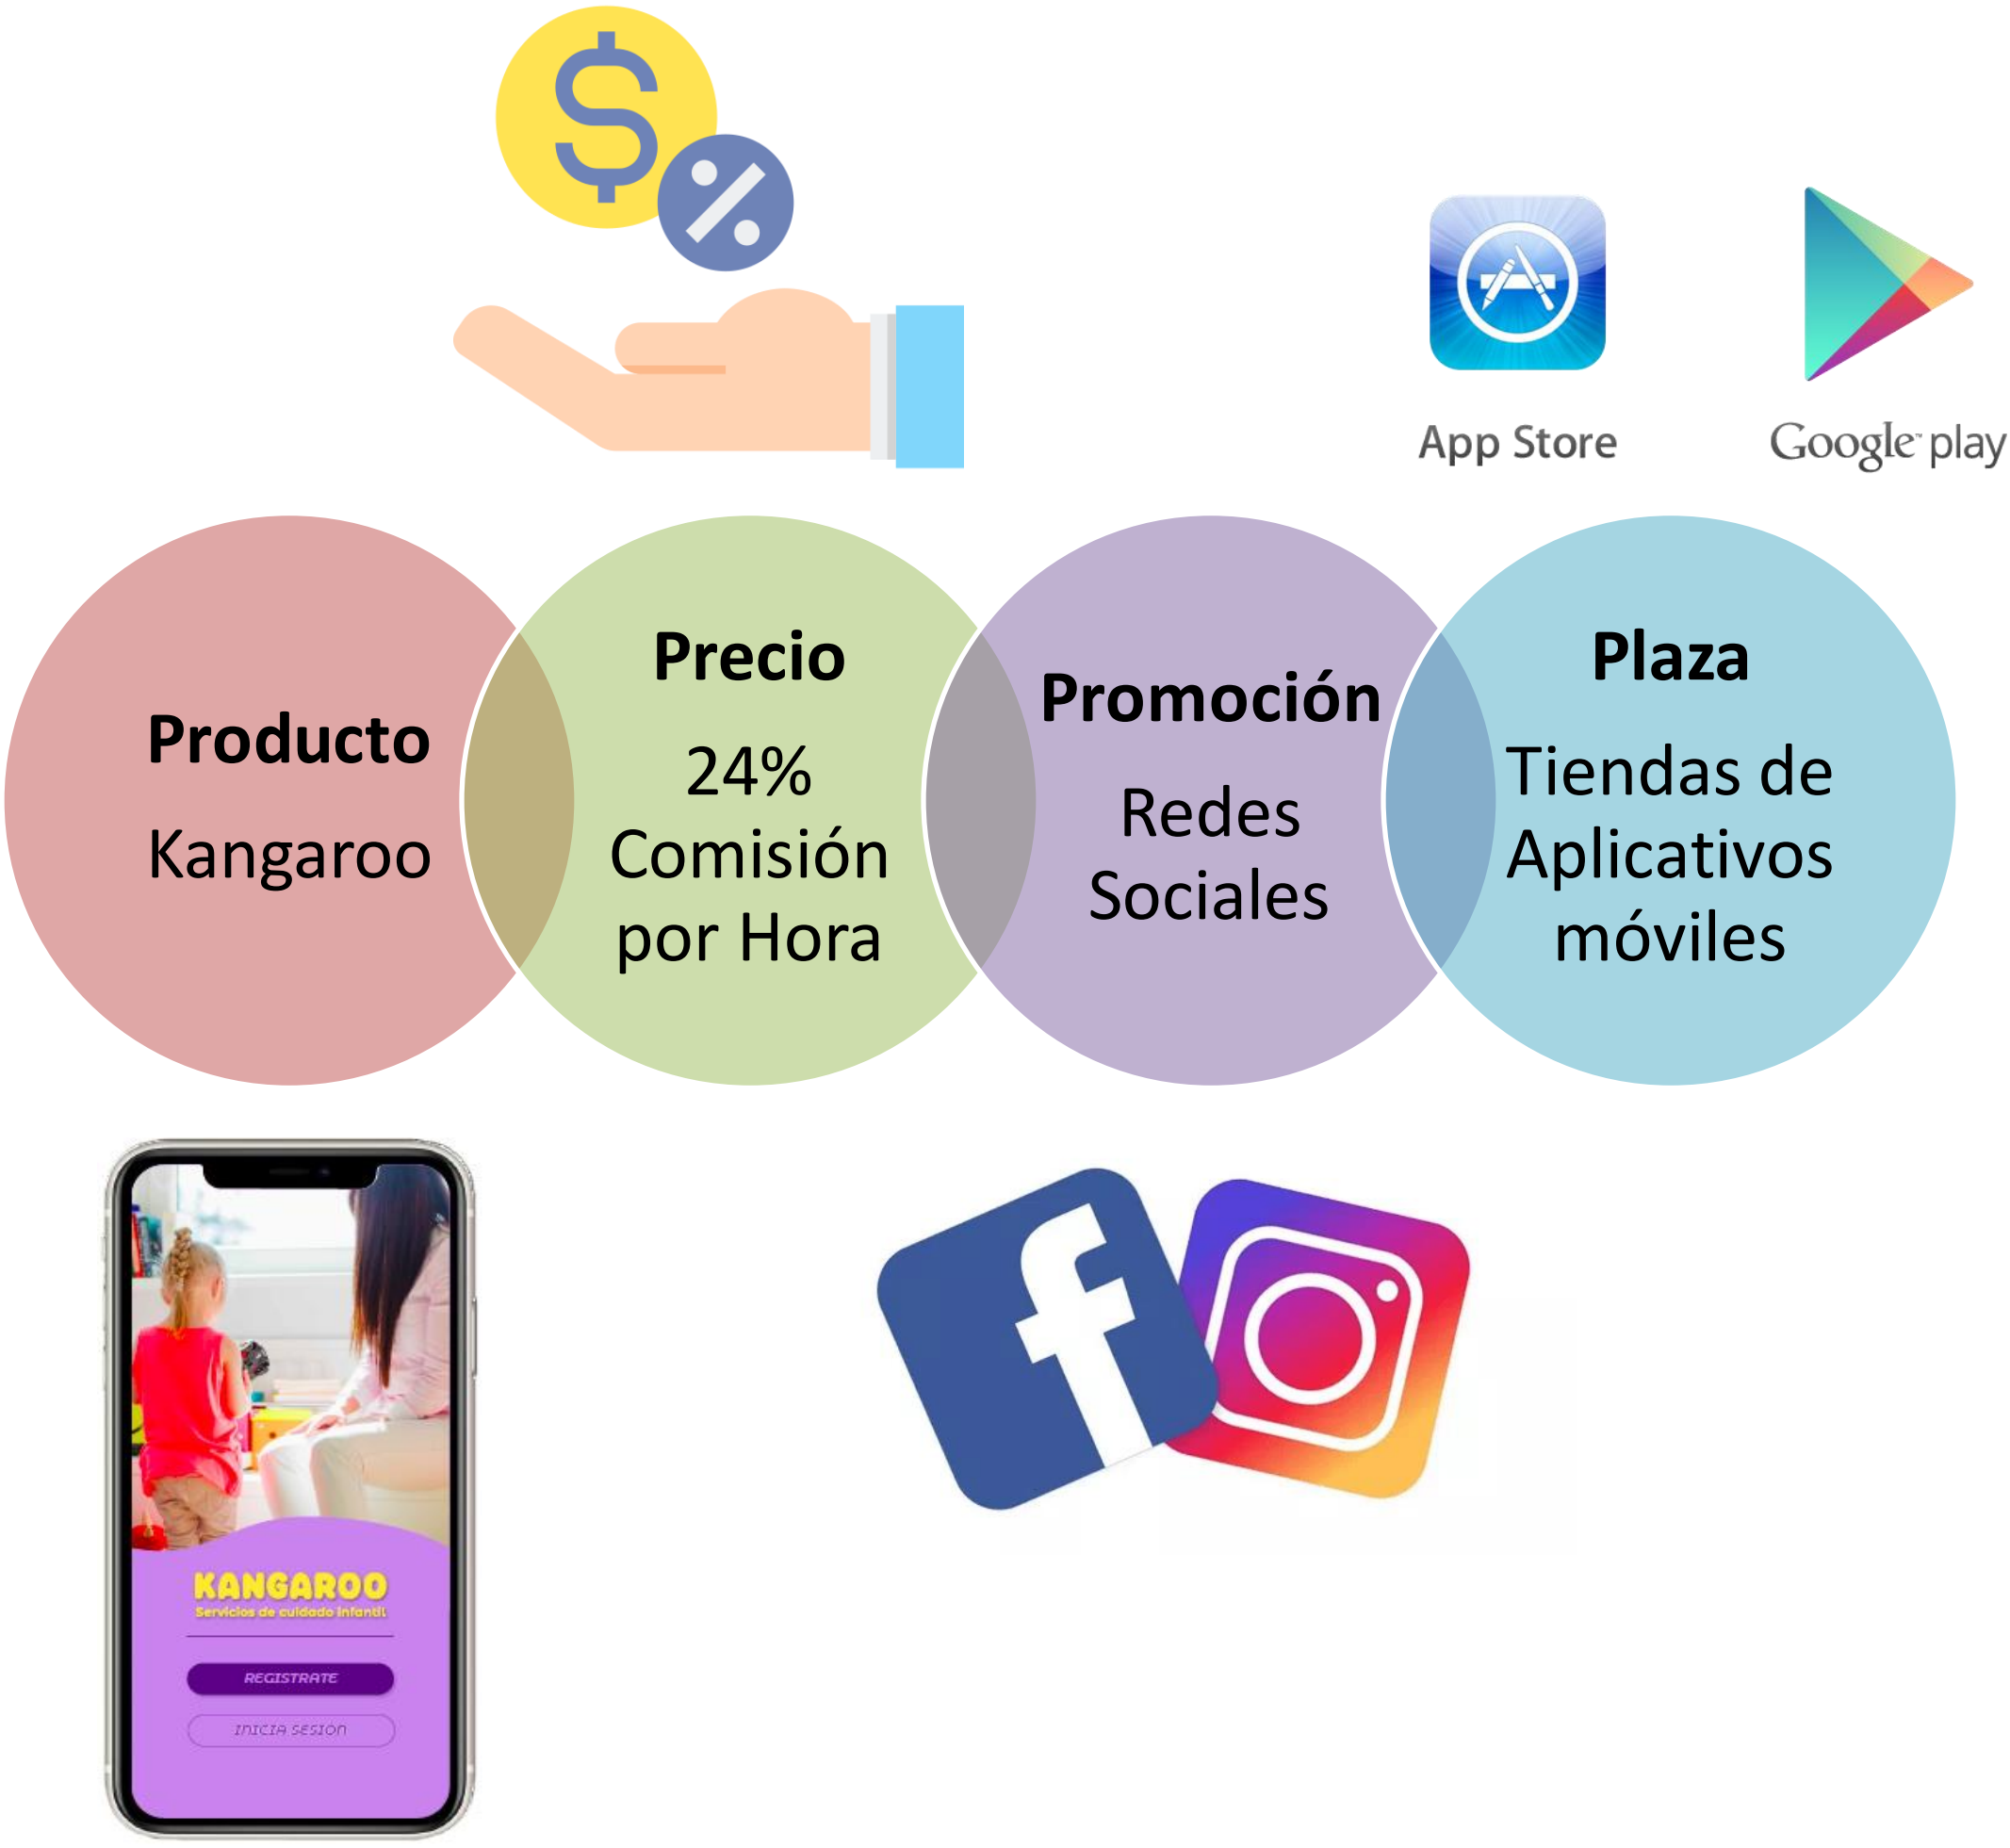 $
%
App Store
Google™ play
Producto
Kangaroo
Precio
24%
Comisión
por Hora
Promoción
Redes
Sociales
Plaza
Tiendas de
Aplicativos
móviles
KANGAROO
Servicios de cuidado infantil
REGISTRATE
INICIA SESIÓN
f